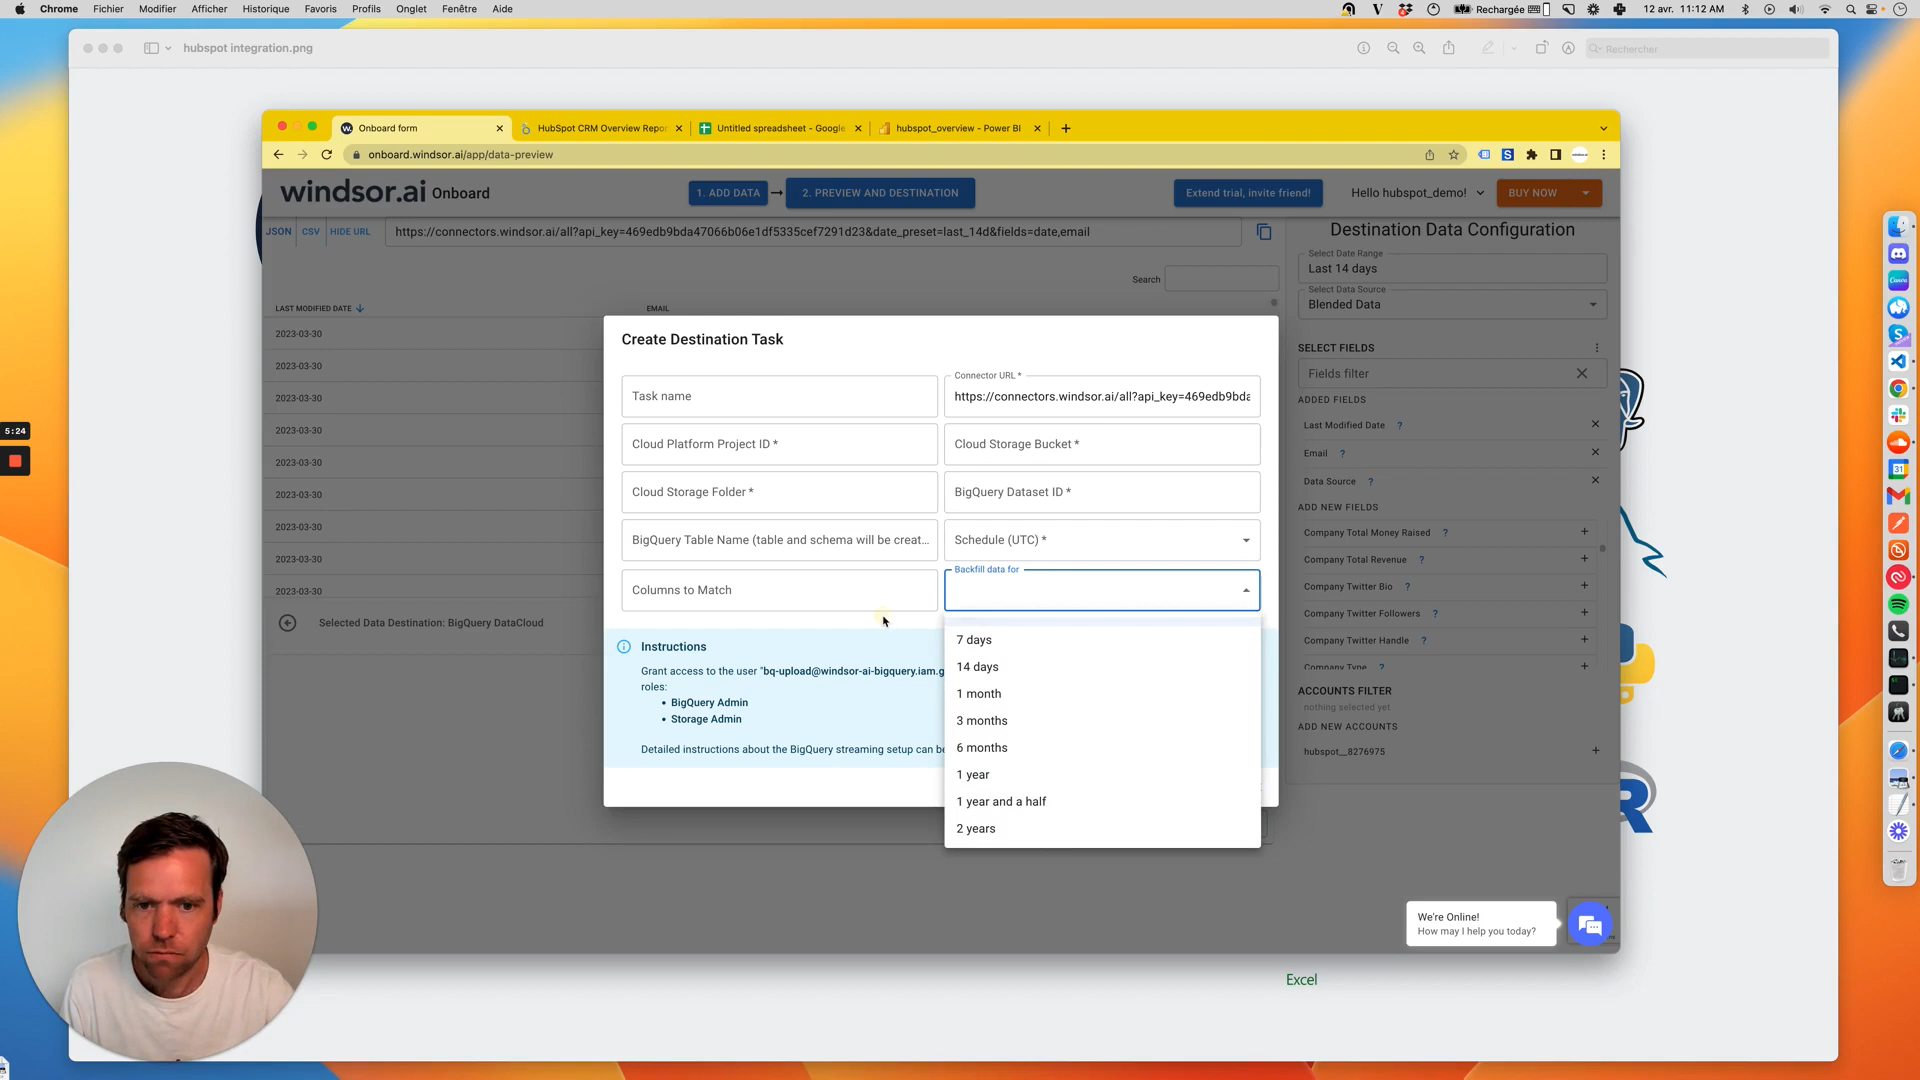 Chrome Fichier Modifier Afficher Historique Favoris Profils Onglet Fenêtre Aide
Rechargée 12 avr. 11:12 AM
hubspot integration.png
Rechercher
Onboard form
HubSpot CRM Overview Repor
Untitled spreadsheet - Google
hubspot_overview - Power BI
onboard.windsor.ai/app/data-preview
windsor.ai Onboard
1. ADD DATA
2. PREVIEW AND DESTINATION
Extend trial, invite friend!
Hello hubspot_demo!
BUY NOW
JSON CSV HIDE URL
https://connectors.windsor.ai/all?api_key=469edb9bda47066b06e1df5335cef7291d23&date_preset=last_14d&fields=date,email
Search
LAST MODIFIED DATE
EMAIL
2023-03-30
2023-03-30
2023-03-30
2023-03-30
2023-03-30
2023-03-30
2023-03-30
2023-03-30
2023-03-30
Selected Data Destination: BigQuery DataCloud
Destination Data Configuration
Select Date Range
Last 14 days
Select Data Source
Blended Data
SELECT FIELDS
Fields filter
ADDED FIELDS
Last Modified Date ?
Email ?
Data Source ?
ADD NEW FIELDS
Company Total Money Raised ?
Company Total Revenue ?
Company Twitter Bio ?
Company Twitter Followers ?
Company Twitter Handle ?
Company Type ?
ACCOUNTS FILTER
nothing selected yet
ADD NEW ACCOUNTS
hubspot__8276975
Create Destination Task
Task name
Connector URL *
https://connectors.windsor.ai/all?api_key=469edb9bda
Cloud Platform Project ID *
Cloud Storage Bucket *
Cloud Storage Folder *
BigQuery Dataset ID *
BigQuery Table Name (table and schema will be creat...
Schedule (UTC) *
Columns to Match
Backfill data for
7 days
14 days
1 month
3 months
6 months
1 year
1 year and a half
2 years
Instructions
Grant access to the user "bq-upload@windsor-ai-bigquery.iam.g
roles:
• BigQuery Admin
• Storage Admin
Detailed instructions about the BigQuery streaming setup can be
We're Online!
How may I help you today?
Excel
5:24
31